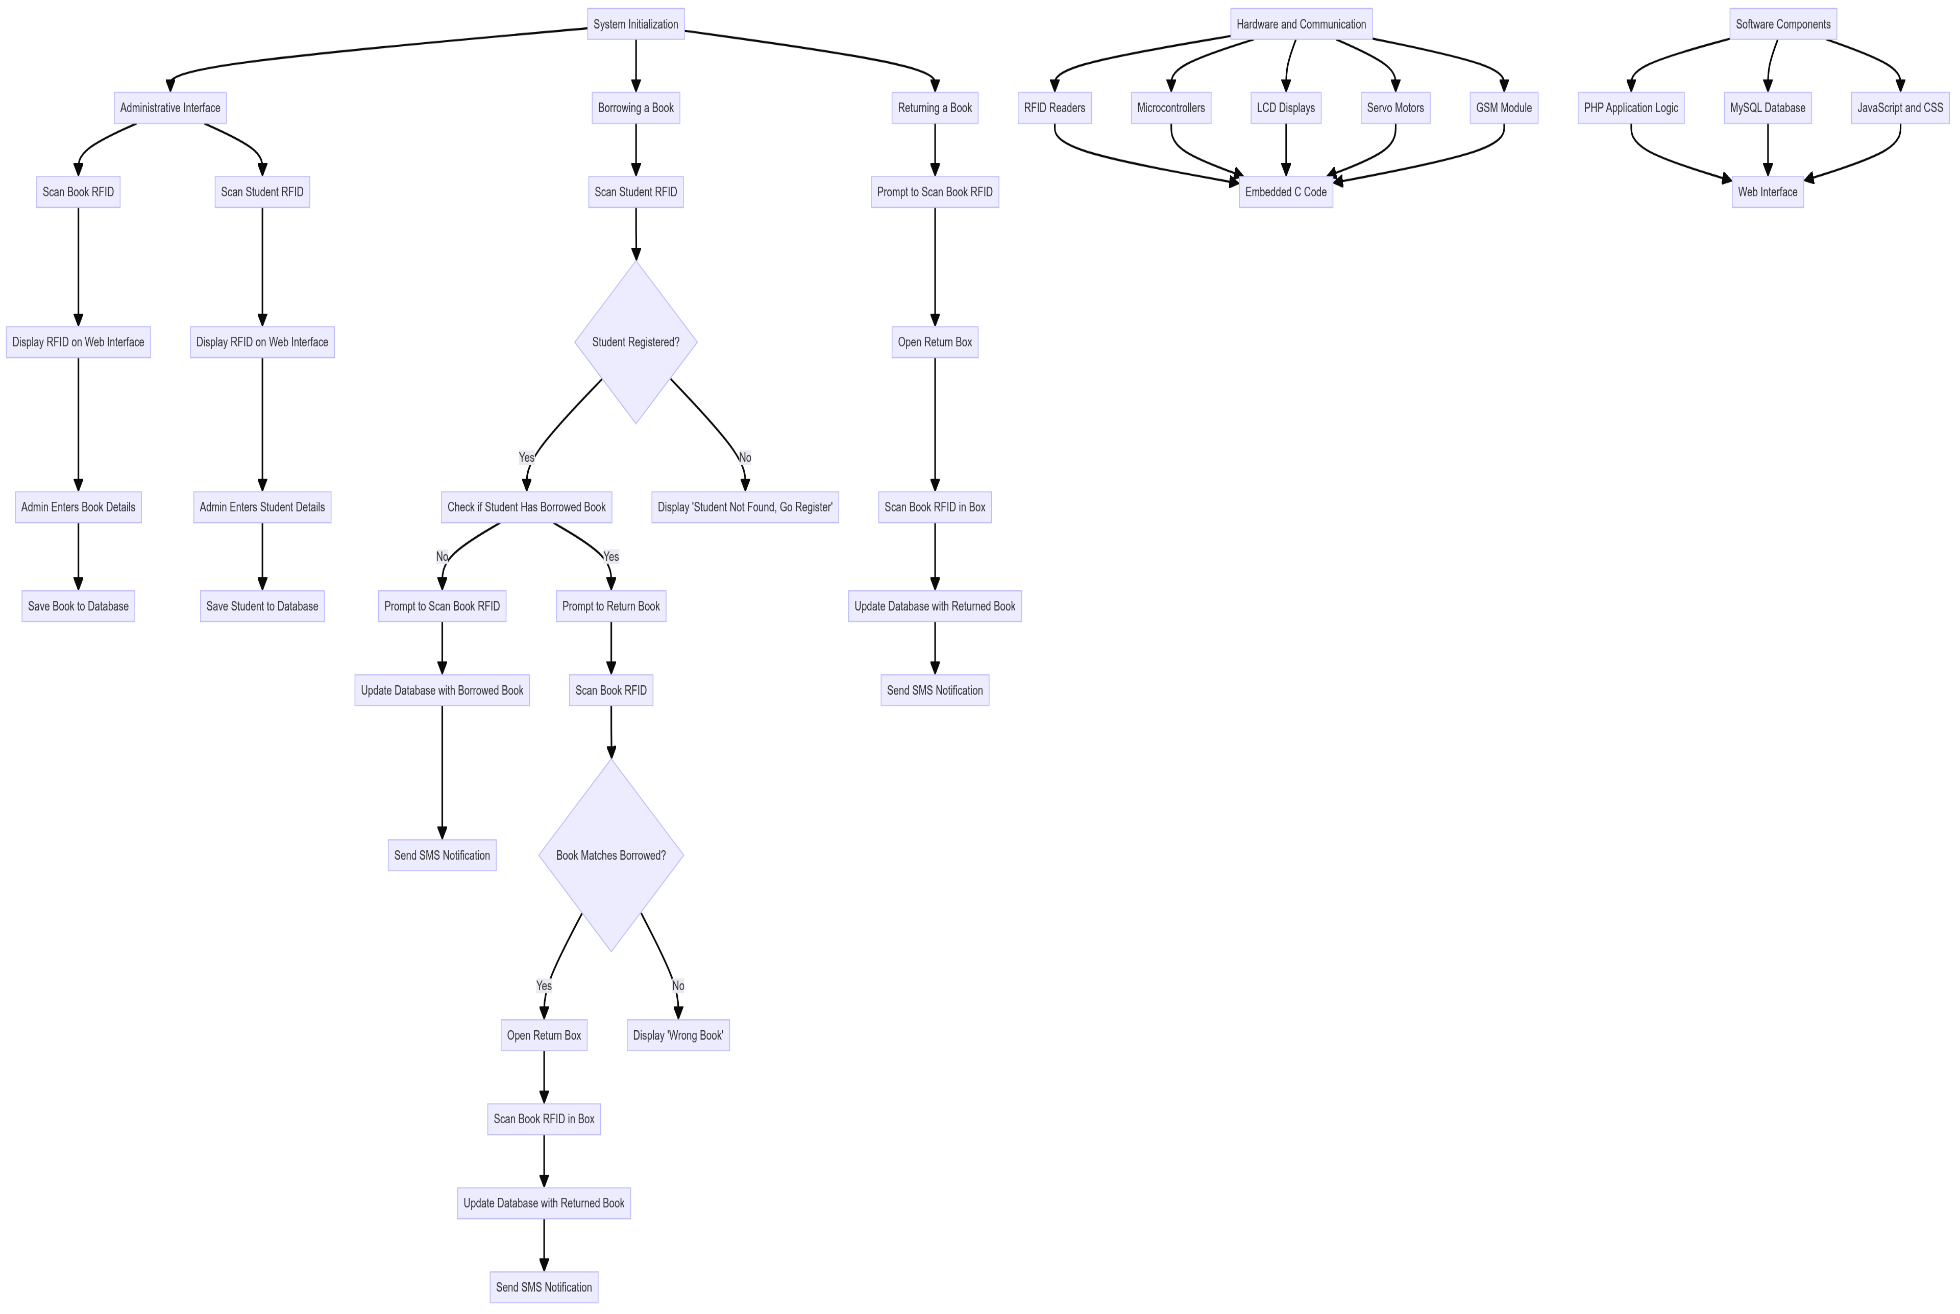 System Initialization
Hardware and Communication
Software Components
Administrative Interface
Borrowing a Book
Returning a Book
RFID Readers
Microcontrollers
LCD Displays
Servo Motors
GSM Module
PHP Application Logic
MySQL Database
JavaScript and CSS
Scan Book RFID
Scan Student RFID
Scan Student RFID
Prompt to Scan Book RFID
Embedded C Code
Web Interface
Display RFID on Web Interface
Display RFID on Web Interface
Student Registered?
Open Return Box
Yes
No
Admin Enters Book Details
Admin Enters Student Details
Check if Student Has Borrowed Book
Display 'Student Not Found, Go Register'
Scan Book RFID in Box
No
Yes
Save Book to Database
Save Student to Database
Prompt to Scan Book RFID
Prompt to Return Book
Update Database with Returned Book
Update Database with Borrowed Book
Scan Book RFID
Send SMS Notification
Send SMS Notification
Book Matches Borrowed?
Yes
No
Open Return Box
Display 'Wrong Book'
Scan Book RFID in Box
Update Database with Returned Book
Send SMS Notification